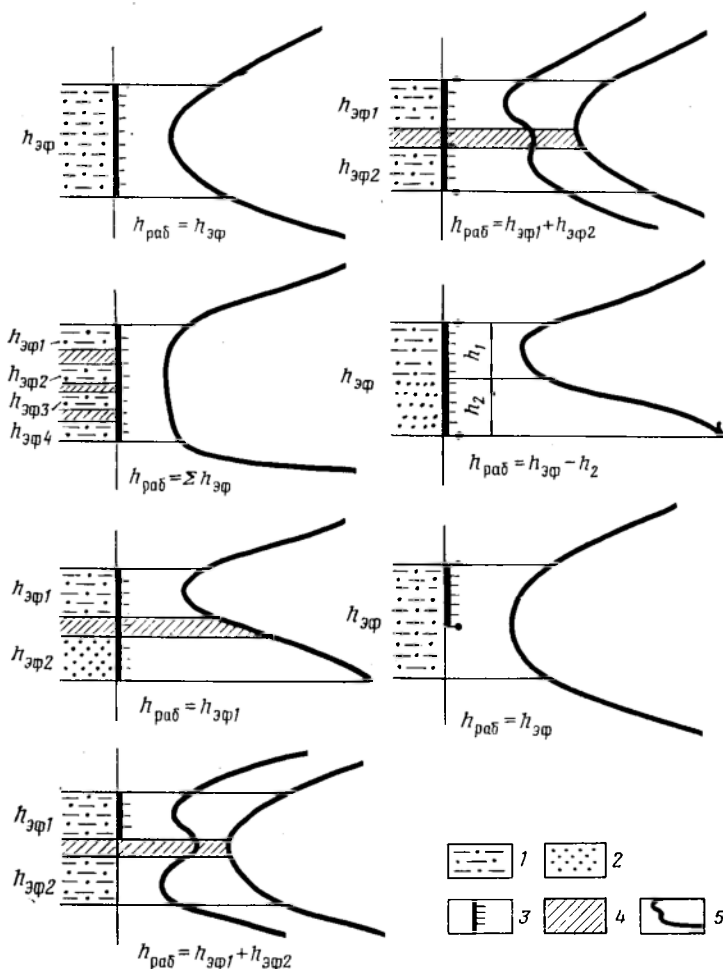 hэф
hраб = hэф
hэф1
hэф2
hраб = hэф1 + hэф2
hэф1
hэф2
hэф3
hэф4
hраб = Σ hэф
hэф
h1
h2
hраб = hэф − h2
hэф1
hэф2
hраб = hэф1
hэф
hраб = hэф
hэф1
hэф2
hраб = hэф1 + hэф2
1
2
3
4
5